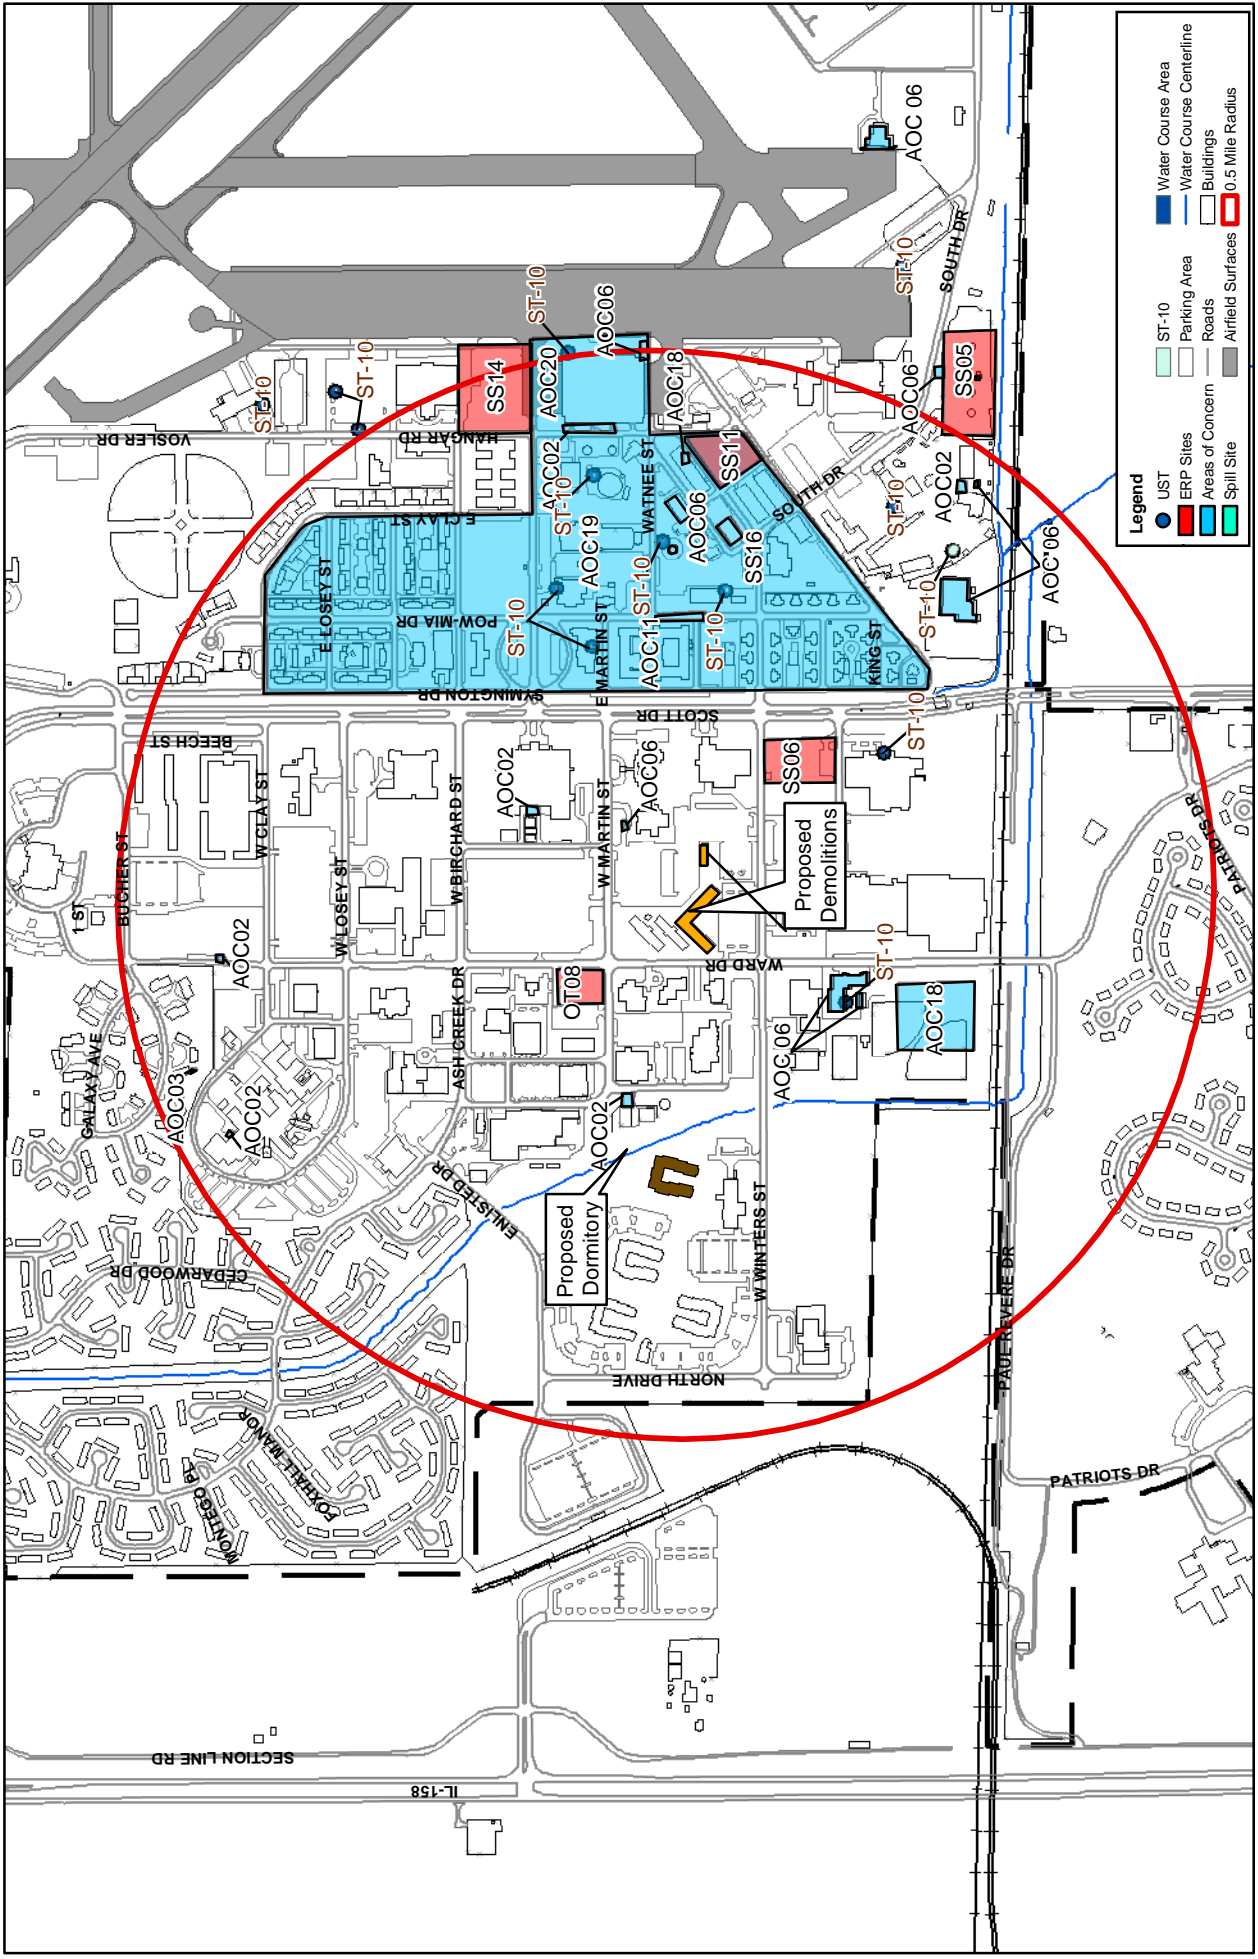 VOSLER DR
ST-10
ST-10
ST-10
AOC06
AOC20
SS14
HANGAR RD
AOC02
ST-10
AOC18
WATNEE ST
SS11
AOC06
SOUTH DR
SS16
AOC 06
ST-10
SOUTH DR
AOC06
SS05
AOC02
ST-10
ST-10
AOC 06
E CLAY ST
E LOSEY ST
POW-MIA DR
AOC19
ST-10
ST-10
E MARTIN ST
AOC11
ST-10
KING ST
SYMINGTON DR
SCOTT DR
ST-10
BEECH ST
W CLAY ST
AOC02
W BIRCHARD ST
W MARTIN ST
AOC06
SS06
Proposed
Demolitions
1 ST
BUCHER ST
W LOSEY ST
AOC02
WARD DR
ST-10
OT08
ASH CREEK DR
AOC 06
AOC18
PATRIOTS DR
PATRIOTS DR
GALAXY AVE
AOC03
AOC02
AOC02
ENLISTED DR
Proposed
Dormitory
W WINTERS ST
CEDARWOOD DR
NORTH DRIVE
PAUL REVERE DR
FOXHALL MANOR
MONTEGO PL
PATRIOTS DR
SECTION LINE RD
IL-158
Legend
UST
ERP Sites
Areas of Concern
Spill Site
ST-10
Parking Area
Roads
Airfield Surfaces
Water Course Area
Water Course Centerline
Buildings
0.5 Mile Radius